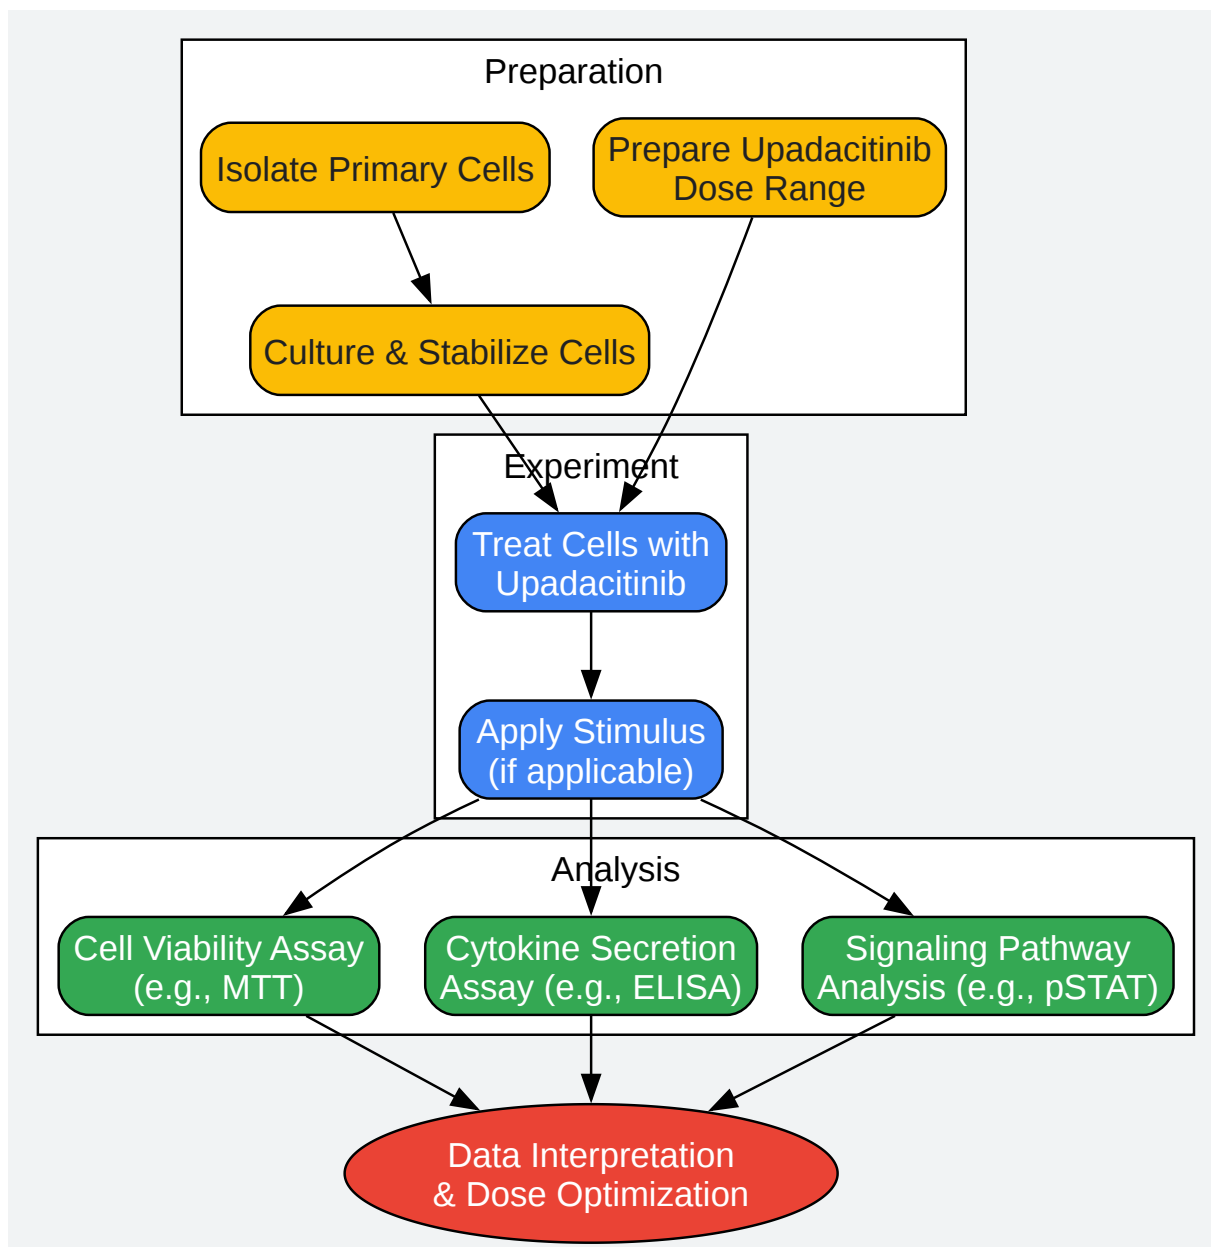 Preparation
Isolate Primary Cells
Prepare Upadacitinib
Dose Range
Culture & Stabilize Cells
Experiment
Treat Cells with
Upadacitinib
Apply Stimulus
(if applicable)
Analysis
Cell Viability Assay
(e.g., MTT)
Cytokine Secretion
Assay (e.g., ELISA)
Signaling Pathway
Analysis (e.g., pSTAT)
Data Interpretation
& Dose Optimization